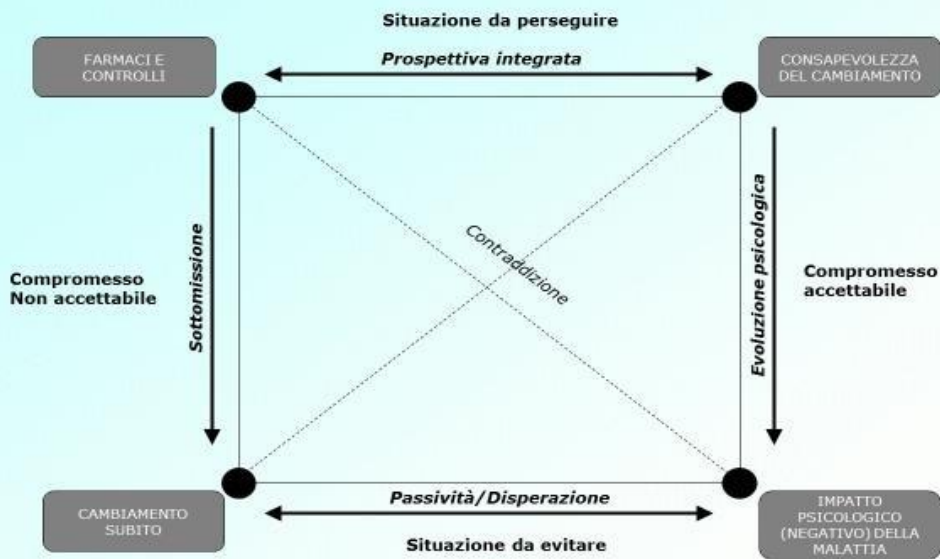 Situazione da perseguire
FARMACI E
CONTROLLI
Prospettiva integrata
CONSAPEVOLEZZA
DEL CAMBIAMENTO
Compromesso
Non accettabile
Sottomissione
Contraddizione
Evoluzione psicologica
Compromesso
accettabile
CAMBIAMENTO
SUBITO
Passività/Disperazione
Situazione da evitare
IMPATTO
PSICOLOGICO
(NEGATIVO) DELLA
MALATTIA